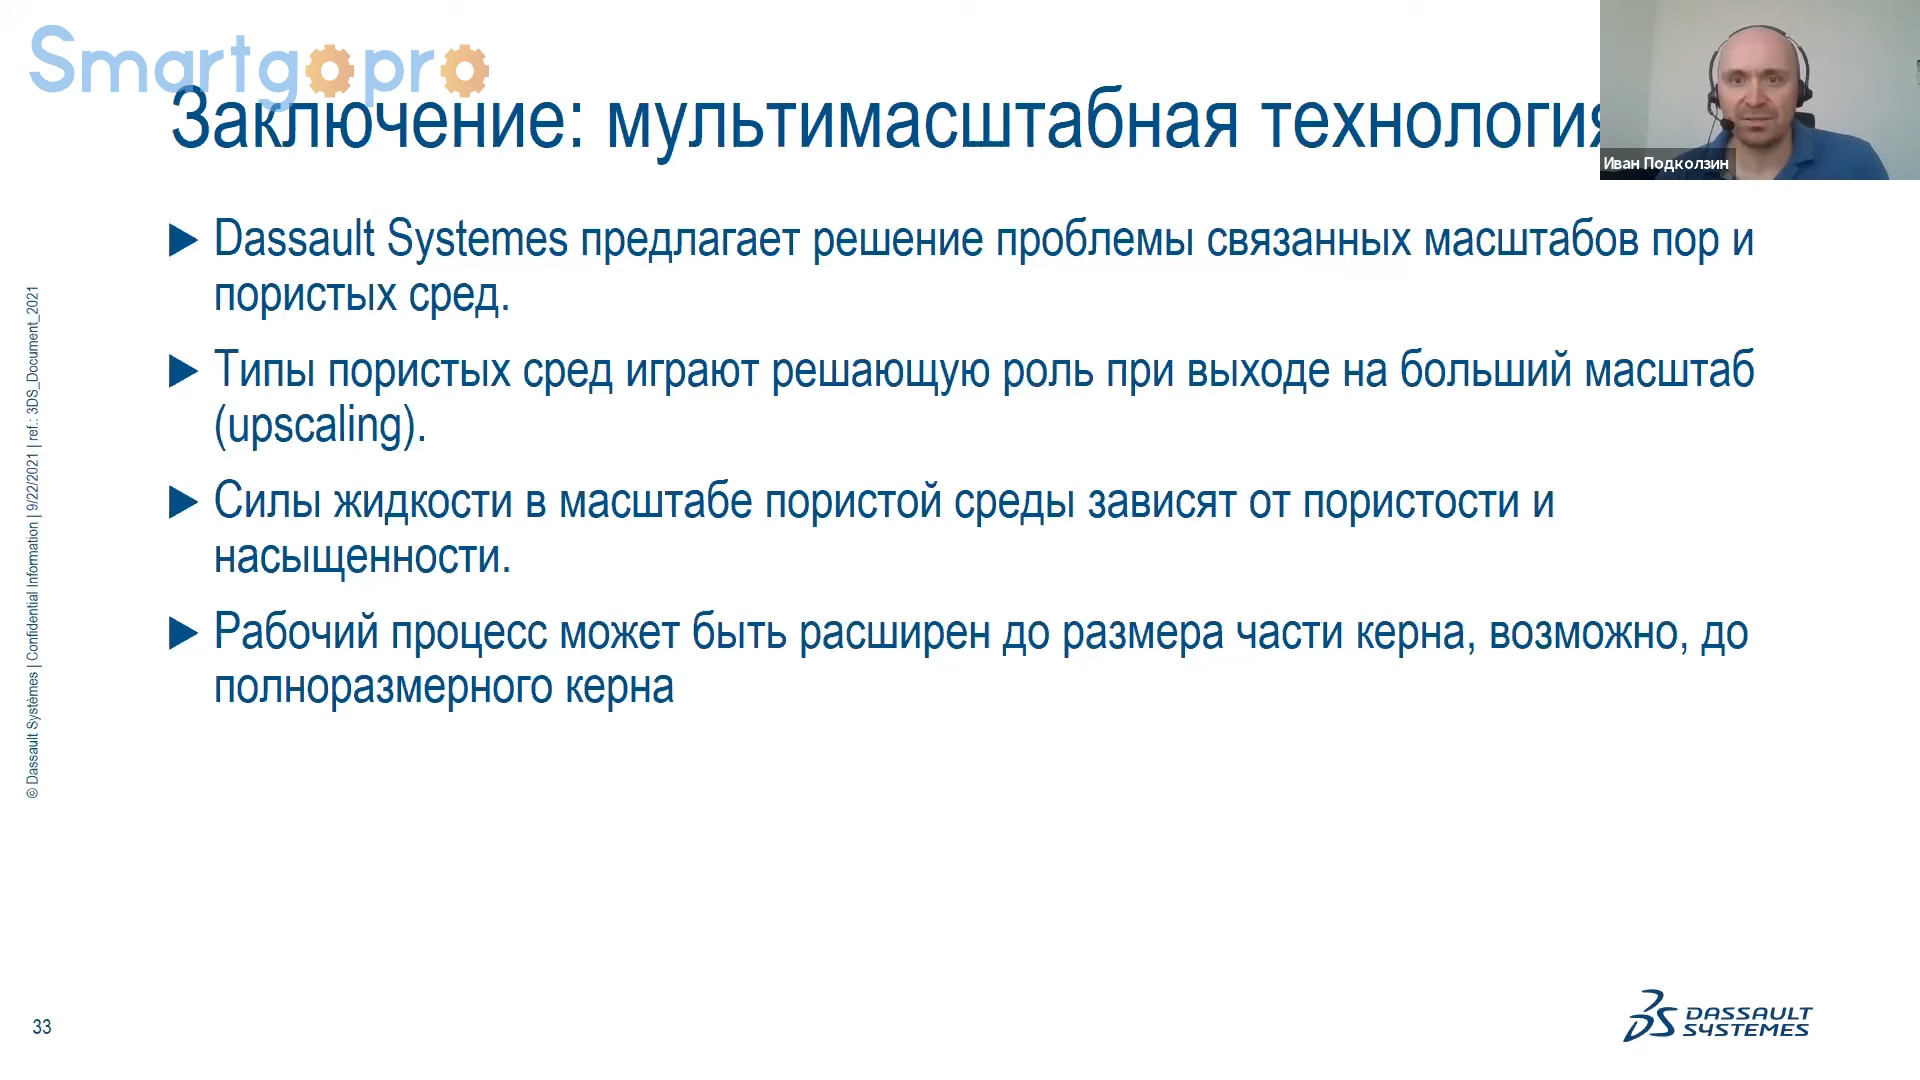 Smartgopro
Заключение: мультимасштабная технология
Иван Подколзин
Dassault Systemes предлагает решение проблемы связанных масштабов пор и
пористых сред.
Типы пористых сред играют решающую роль при выходе на больший масштаб
(upscaling).
Силы жидкости в масштабе пористой среды зависят от пористости и
насыщенности.
Рабочий процесс может быть расширен до размера части керна, возможно, до
полноразмерного керна
© Dassault Systèmes | Confidential Information | 9/22/2021 | ref.: 3DS_Document_2021
33
DASSAULT
SYSTEMES